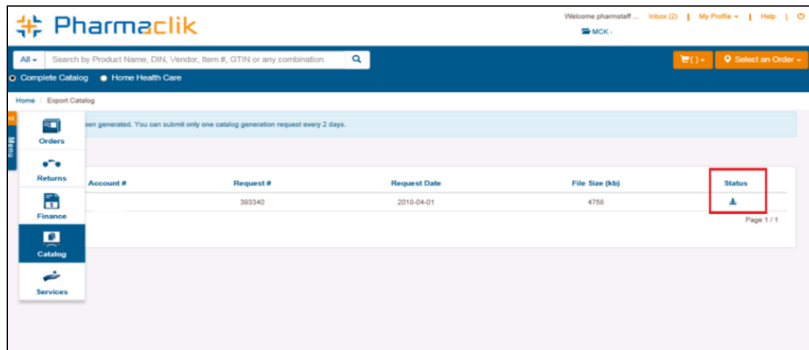 Pharmaclik
Welcome pharmstaff ... Inbox (2) | My Profile | Help |
MCK -
All Search by Product Name, DIN, Vendor, Item #, GTIN or any combination. ( ) Select an Order
Complete Catalog Home Health Care
Home / Export Catalog
en generated. You can submit only one catalog generation request every 2 days.
Menu
Orders
Returns
Finance
Catalog
Services
Account # Request # Request Date File Size (kb) Status
393340 2018-04-01 4758
Page 1 / 1